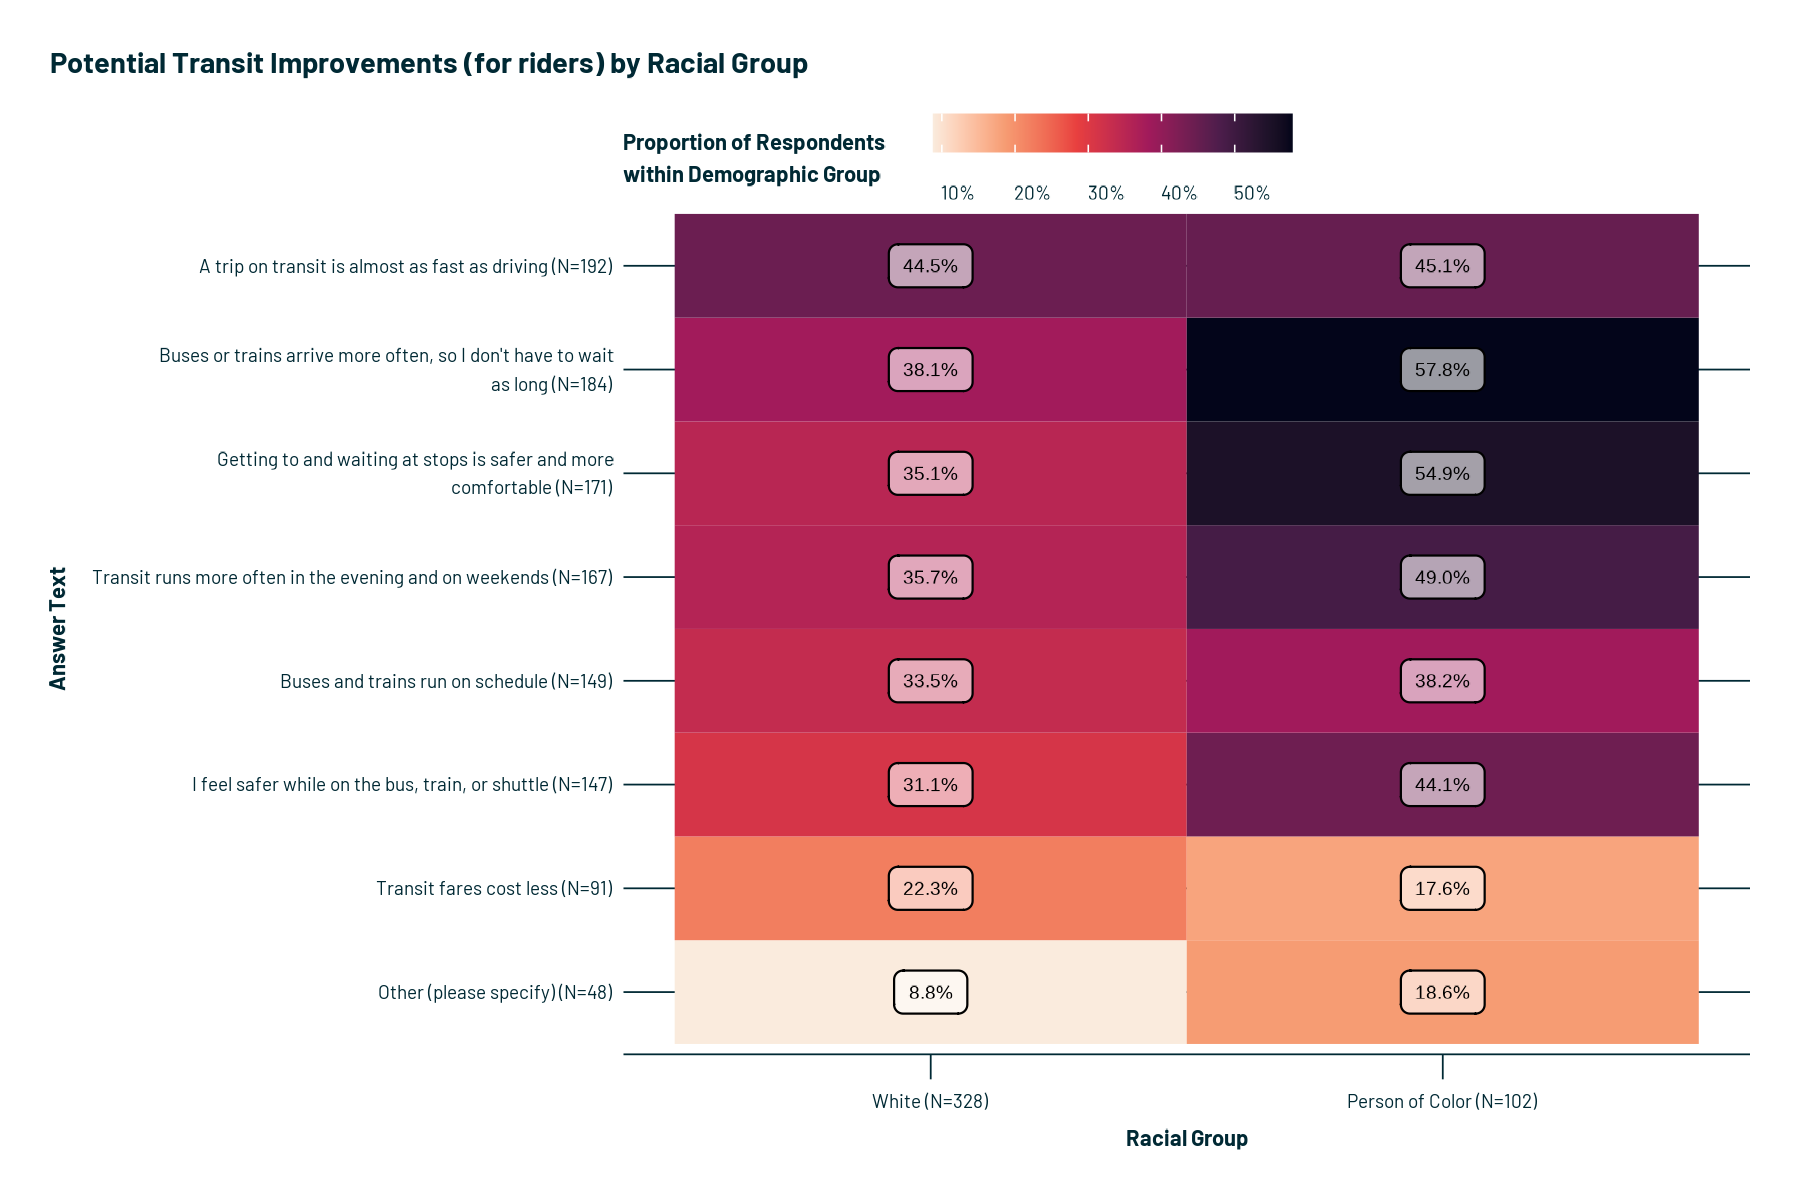 Potential Transit Improvements (for riders) by Racial Group
Proportion of Respondents
within Demographic Group
10% 20% 30% 40% 50%
A trip on transit is almost as fast as driving (N=192)
44.5% 45.1%
Buses or trains arrive more often, so I don't have to wait
as long (N=184)
38.1% 57.8%
Getting to and waiting at stops is safer and more
comfortable (N=171)
35.1% 54.9%
Transit runs more often in the evening and on weekends (N=167)
35.7% 49.0%
Buses and trains run on schedule (N=149)
33.5% 38.2%
I feel safer while on the bus, train, or shuttle (N=147)
31.1% 44.1%
Transit fares cost less (N=91)
22.3% 17.6%
Other (please specify) (N=48)
8.8% 18.6%
Answer Text
White (N=328) Person of Color (N=102)
Racial Group